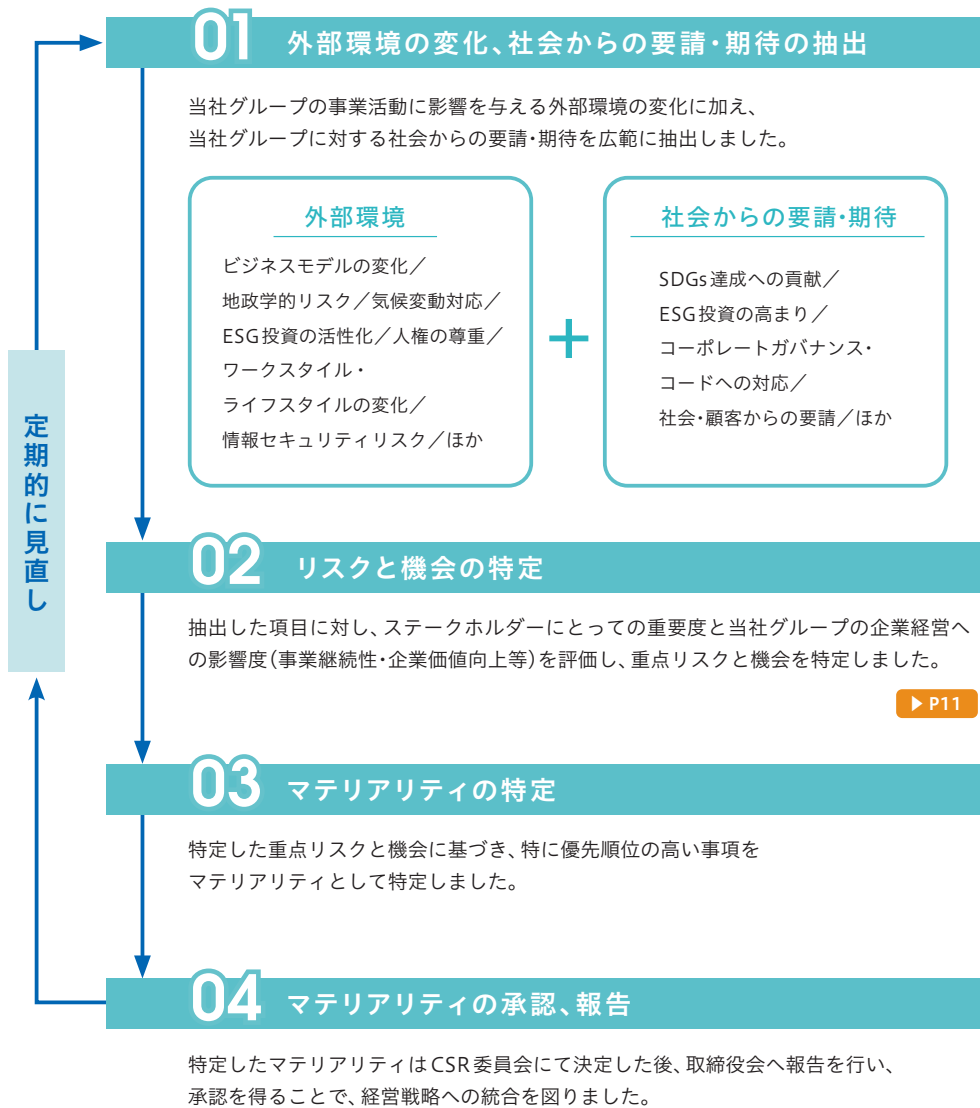 01 外部環境の変化、社会からの要請・期待の抽出
当社グループの事業活動に影響を与える外部環境の変化に加え、
当社グループに対する社会からの要請・期待を広範に抽出しました。
外部環境
ビジネスモデルの変化／
地政学的リスク／気候変動対応／
ESG投資の活性化／人権の尊重／
ワークスタイル・
ライフスタイルの変化／
情報セキュリティリスク／ほか
+
社会からの要請・期待
SDGs達成への貢献／
ESG投資の高まり／
コーポレートガバナンス・
コードへの対応／
社会・顧客からの要請／ほか
定期的に見直し
02 リスクと機会の特定
抽出した項目に対し、ステークホルダーにとっての重要度と当社グループの企業経営へ
の影響度(事業継続性・企業価値向上等)を評価し、重点リスクと機会を特定しました。
▶ P11
03 マテリアリティの特定
特定した重点リスクと機会に基づき、特に優先順位の高い事項を
マテリアリティとして特定しました。
04 マテリアリティの承認、報告
特定したマテリアリティはCSR委員会にて決定した後、取締役会へ報告を行い、
承認を得ることで、経営戦略への統合を図りました。